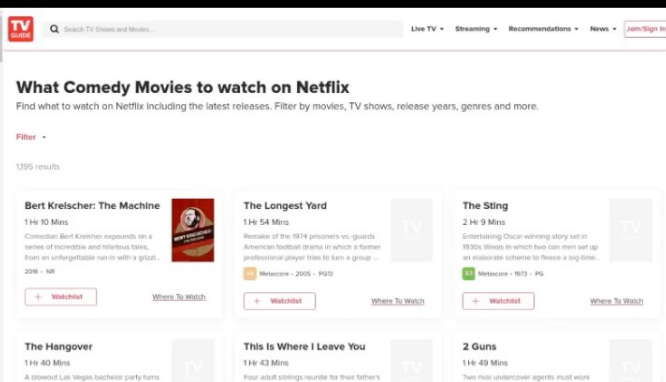 TV GUIDE
Search TV Shows and Movies...
Live TV Streaming Recommendations News Join/Sign In
What Comedy Movies to watch on Netflix
Find what to watch on Netflix including the latest releases. Filter by movies, TV shows, release years, genres and more.
Filter
1,195 results
Bert Kreischer: The Machine
1 Hr 10 Mins
Comedian Bert Kreischer expounds on a
series of incredible and hilarious tales,
from an unforgettable run-in with a grizzl...
2016 - NR
+ Watchlist
Where To Watch
The Longest Yard
1 Hr 54 Mins
Remake of the 1974 prisoners-vs.-guards
American football drama in which a former
professional player tries to turn a group ...
Metascore - 2005 - PG13
+ Watchlist
Where To Watch
The Sting
2 Hr 9 Mins
Entertaining Oscar-winning story set in
1930s Illinois in which two con men set up
an elaborate scheme to fleece a big-time...
83 Metascore - 1973 - PG
+ Watchlist
Where To Watch
The Hangover
1 Hr 40 Mins
A blowout Las Vegas bachelor party turns
This Is Where I Leave You
1 Hr 43 Mins
Four adult siblings reunite for their father's
2 Guns
1 Hr 49 Mins
Two rival undercover agents must work